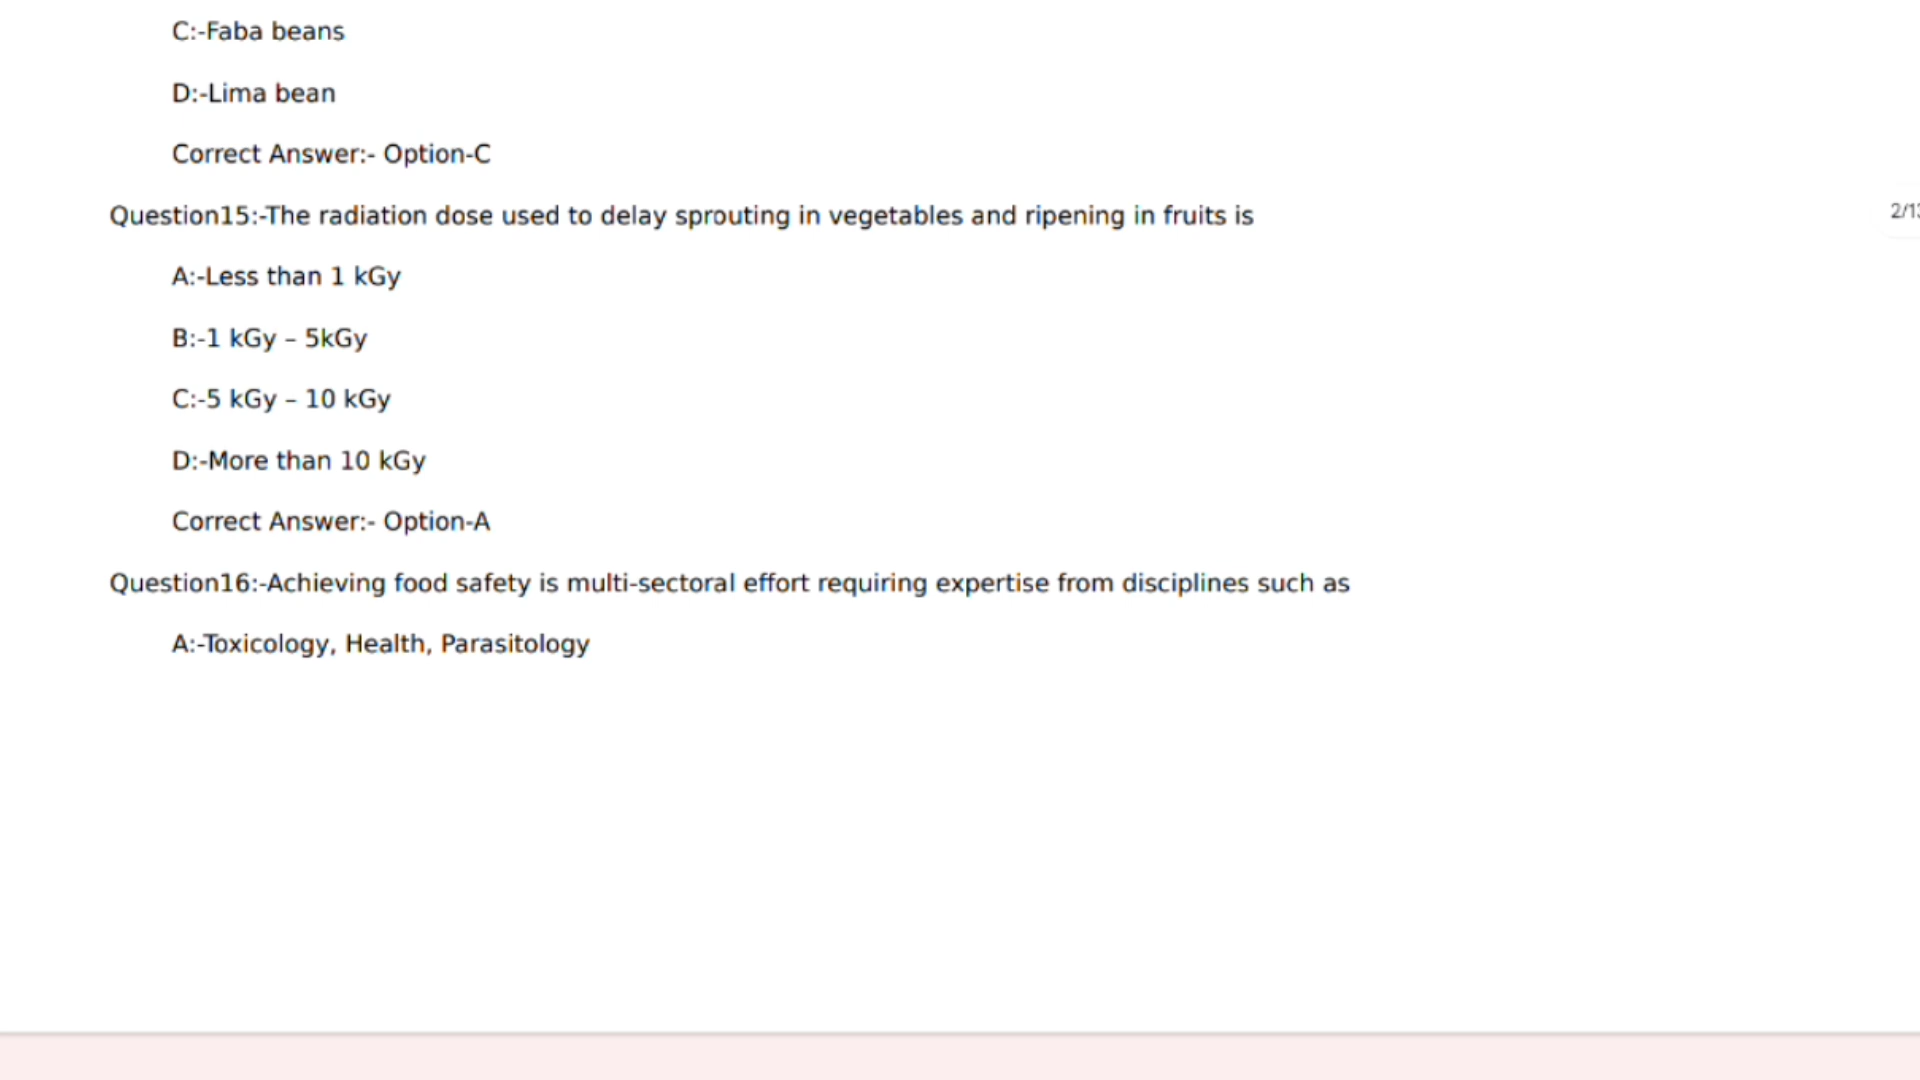 C:-Faba beans
D:-Lima bean
Correct Answer:- Option-C
Question15:-The radiation dose used to delay sprouting in vegetables and ripening in fruits is
2/13
A:-Less than 1 kGy
B:-1 kGy – 5kGy
C:-5 kGy – 10 kGy
D:-More than 10 kGy
Correct Answer:- Option-A
Question16:-Achieving food safety is multi-sectoral effort requiring expertise from disciplines such as
A:-Toxicology, Health, Parasitology